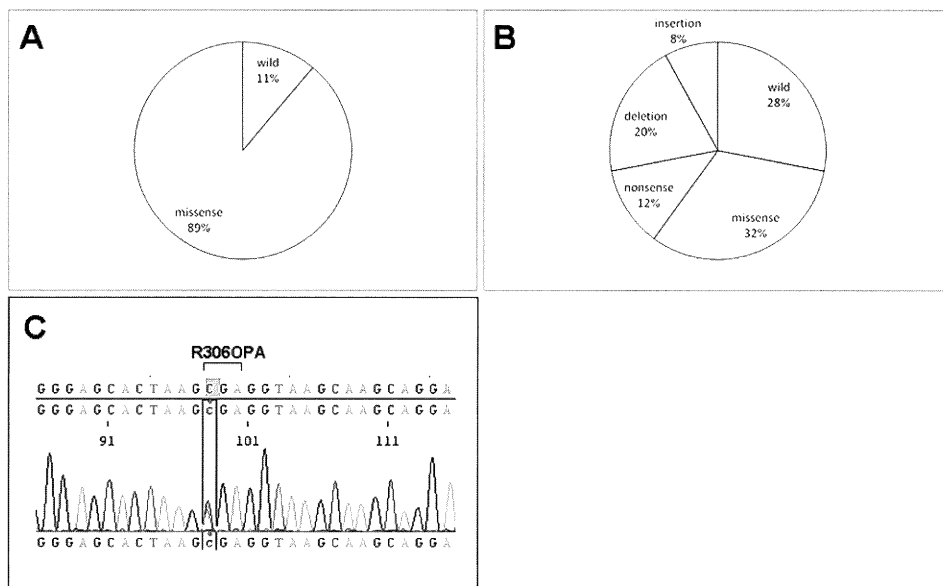 A
wild
11%
missense
89%
B
insertion
8%
wild
28%
deletion
20%
nonsense
12%
missense
32%
C
R306OPA
GGGAGCACTAAGCGAGGTAAGCAAGCAGGA
GGGAGCACTAAGcGAGGTAAGCAAGCAGGA
91 101 111
GGGAGCACTAAGcGAGGTAAGCAAGCAGGA